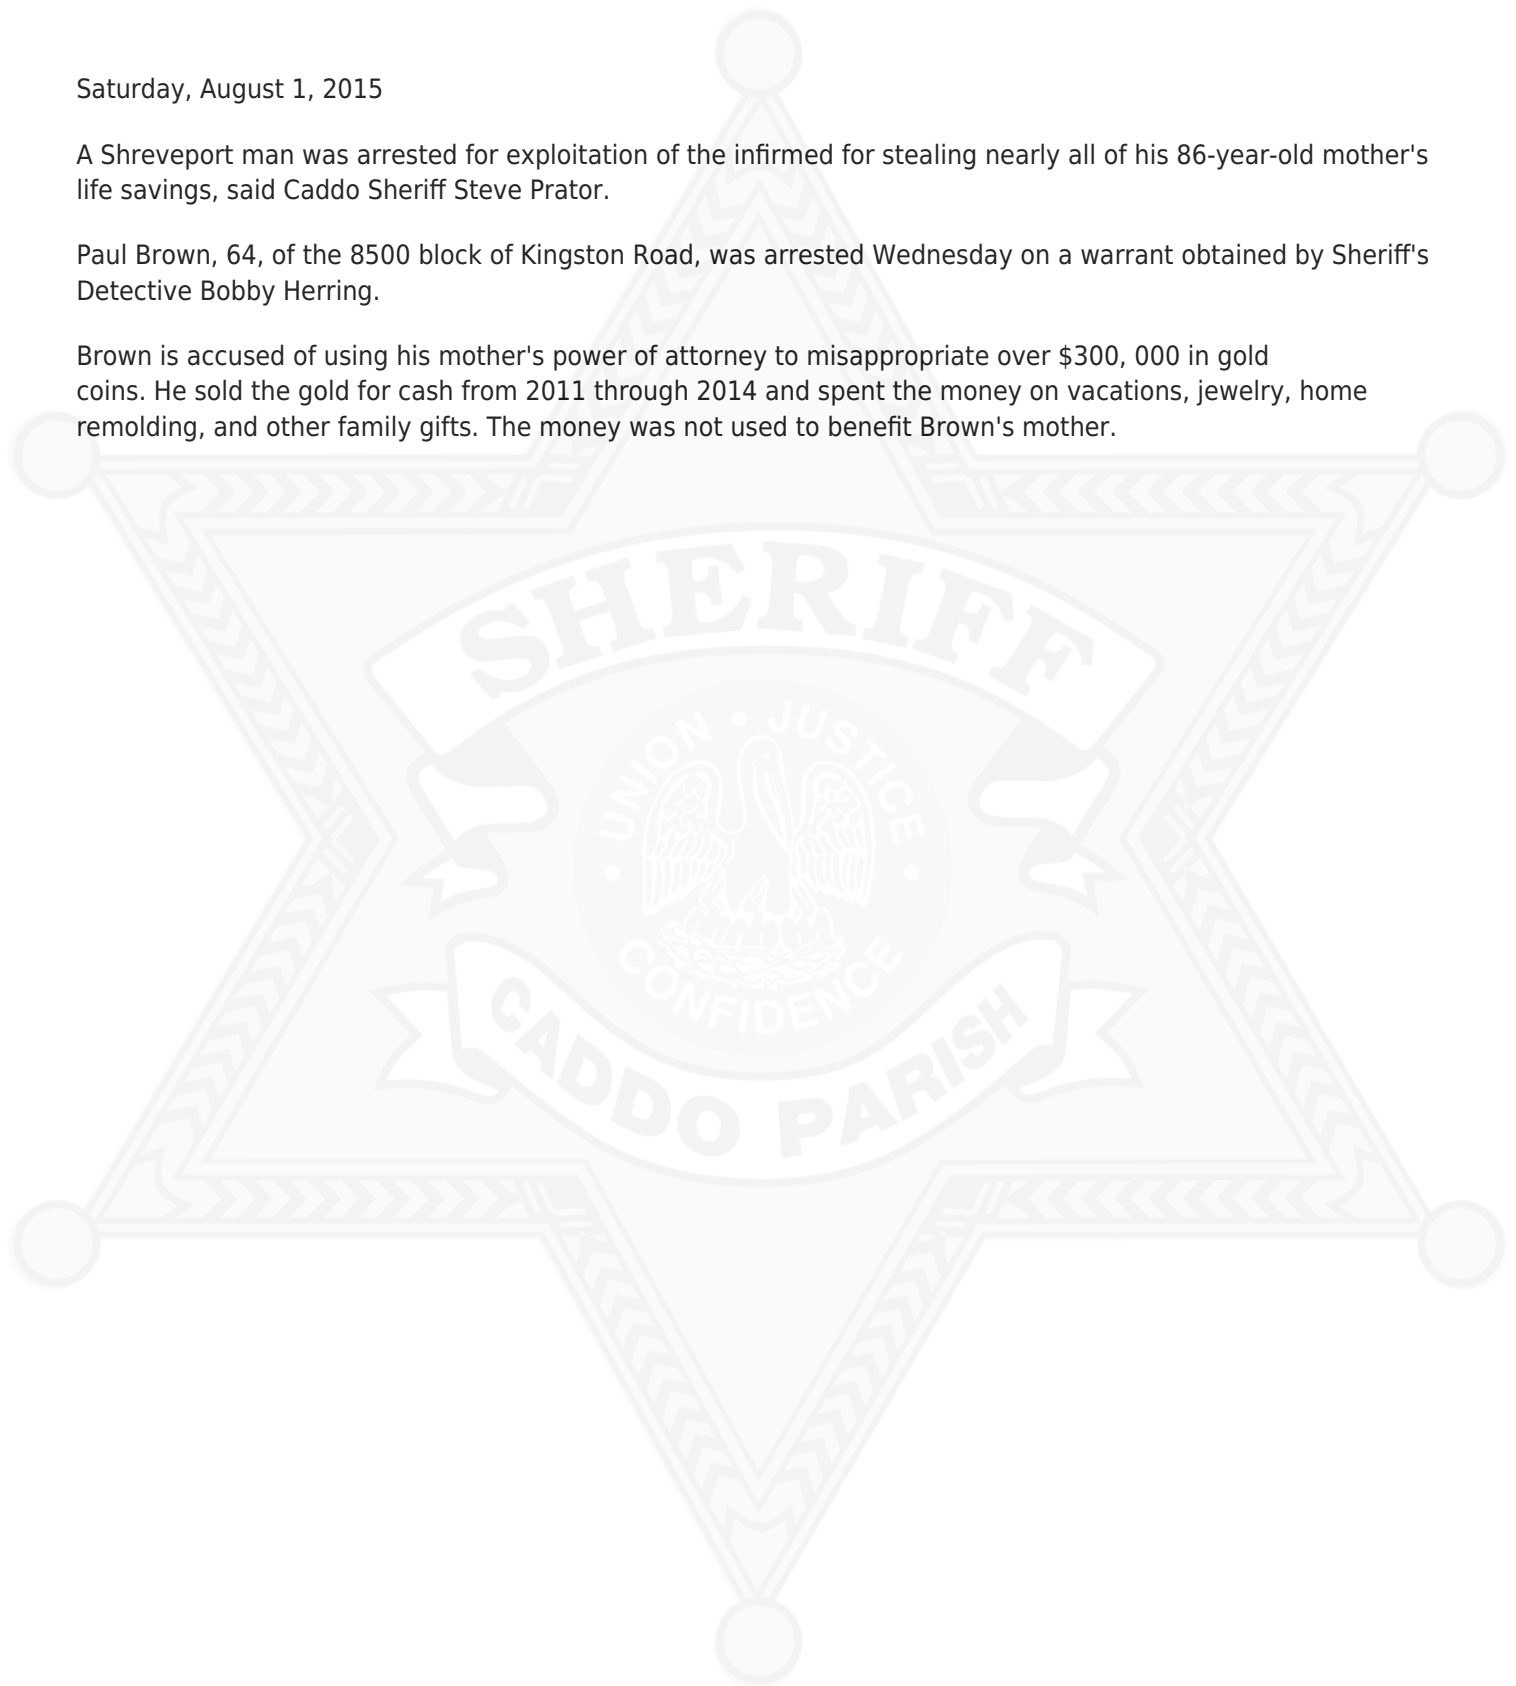 Saturday, August 1, 2015
A Shreveport man was arrested for exploitation of the infirmed for stealing nearly all of his 86-year-old mother's
life savings, said Caddo Sheriff Steve Prator.
Paul Brown, 64, of the 8500 block of Kingston Road, was arrested Wednesday on a warrant obtained by Sheriff's
Detective Bobby Herring.
Brown is accused of using his mother's power of attorney to misappropriate over $300, 000 in gold
coins. He sold the gold for cash from 2011 through 2014 and spent the money on vacations, jewelry, home
remolding, and other family gifts. The money was not used to benefit Brown's mother.
SHERIFF
UNION • JUSTICE
• CONFIDENCE •
CADDO PARISH